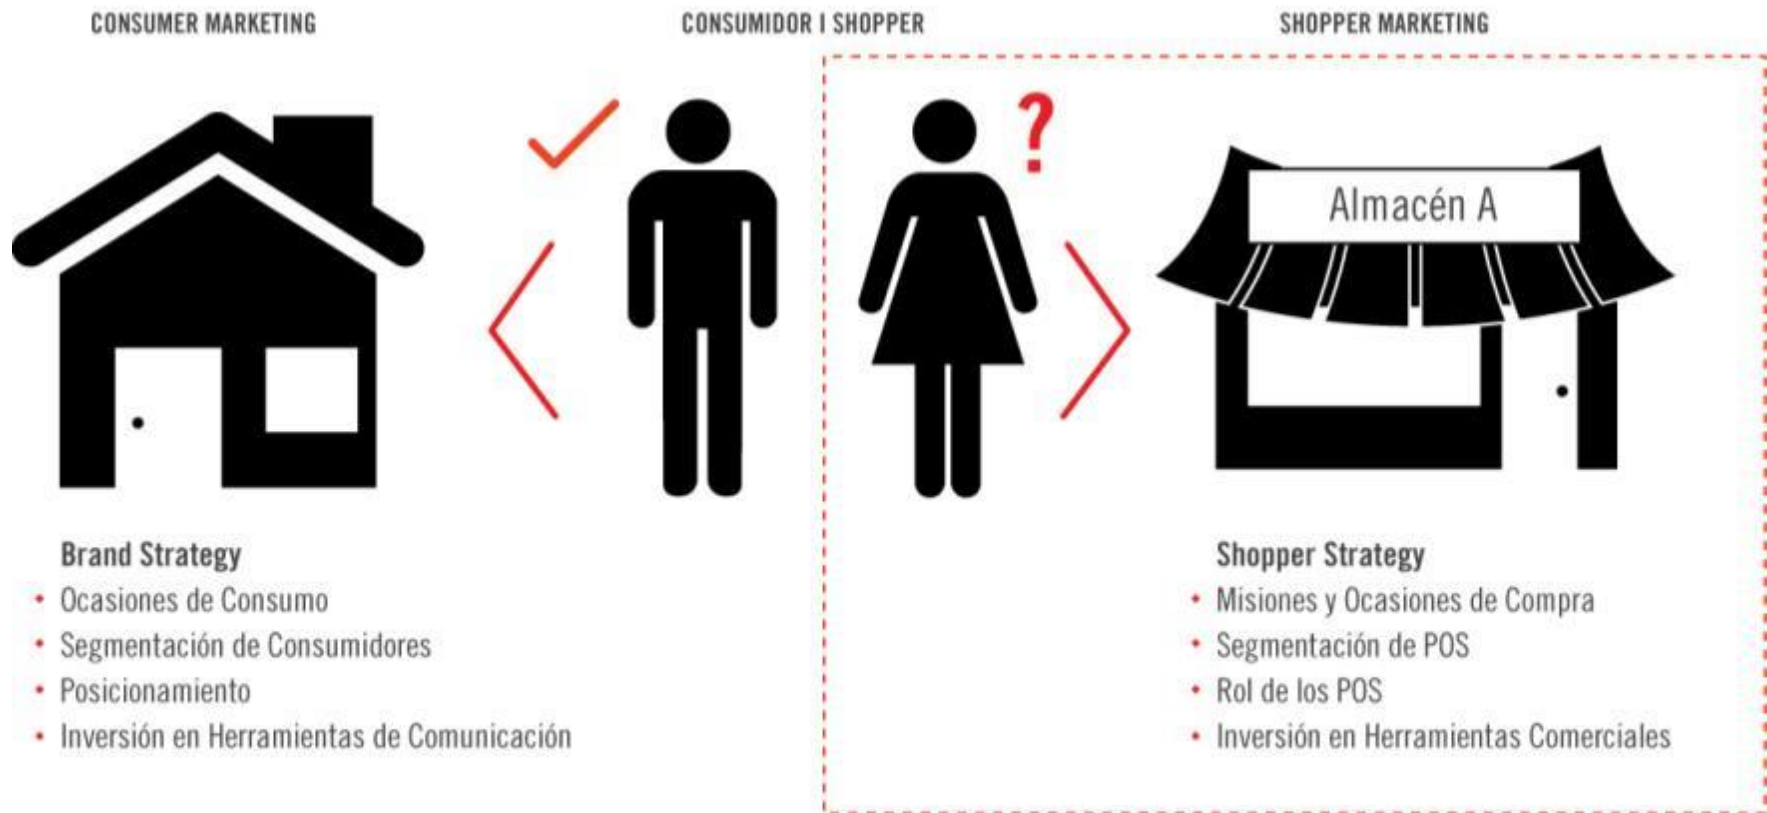 CONSUMER MARKETING
CONSUMIDOR I SHOPPER
SHOPPER MARKETING
?
Almacén A
Brand Strategy
• Ocasiones de Consumo
• Segmentación de Consumidores
• Posicionamiento
• Inversión en Herramientas de Comunicación
Shopper Strategy
• Misiones y Ocasiones de Compra
• Segmentación de POS
• Rol de los POS
• Inversión en Herramientas Comerciales